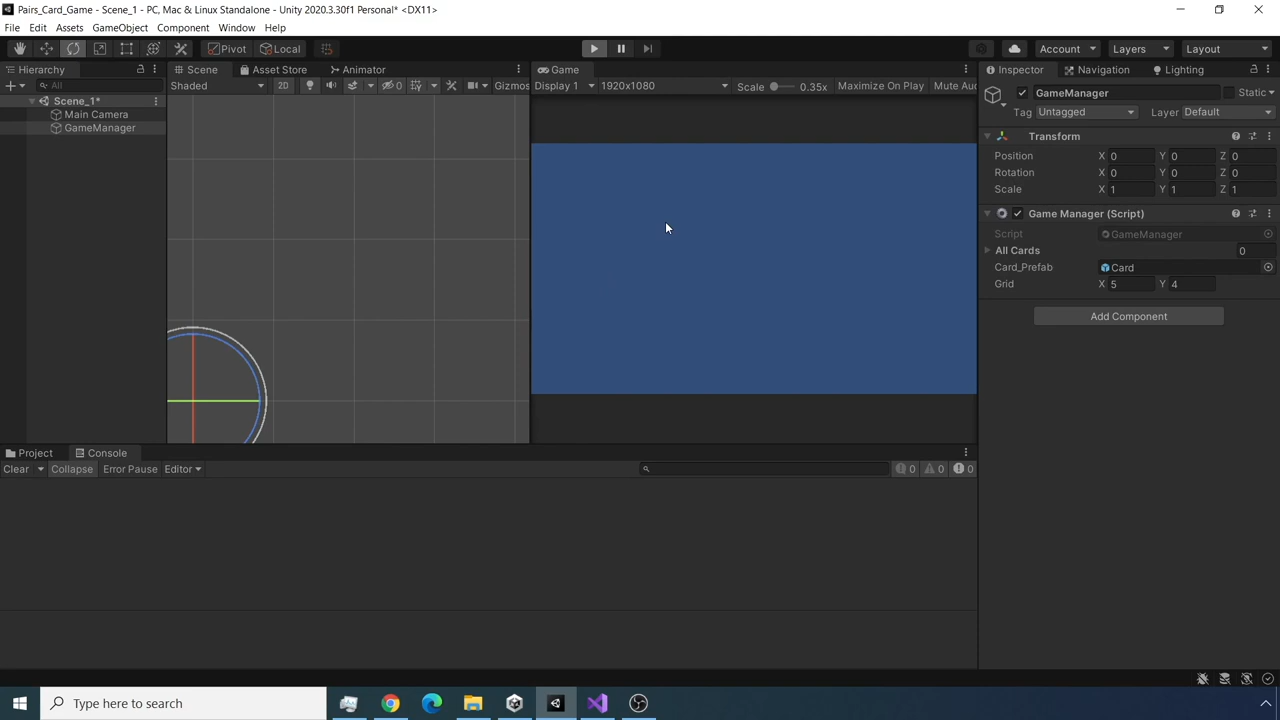 Pairs_Card_Game - Scene_1 - PC, Mac & Linux Standalone - Unity 2020.3.30f1 Personal* <DX11>
File Edit Assets GameObject Component Window Help
Pivot Local Account Layers Layout
Hierarchy Scene Asset Store Animator Game Inspector Navigation Lighting
All Shaded 2D 0 Gizmos Display 1 1920x1080 Scale 0.35x Maximize On Play Mute Aud
GameManager Static
Scene_1*
Main Camera
GameManager
Tag Untagged Layer Default
Transform
Position X 0 Y 0 Z 0
Rotation X 0 Y 0 Z 0
Scale X 1 Y 1 Z 1
Game Manager (Script)
Script GameManager
All Cards 0
Card_Prefab Card
Grid X 5 Y 4
Add Component
Project Console
Clear Collapse Error Pause Editor 0 0 0
Type here to search